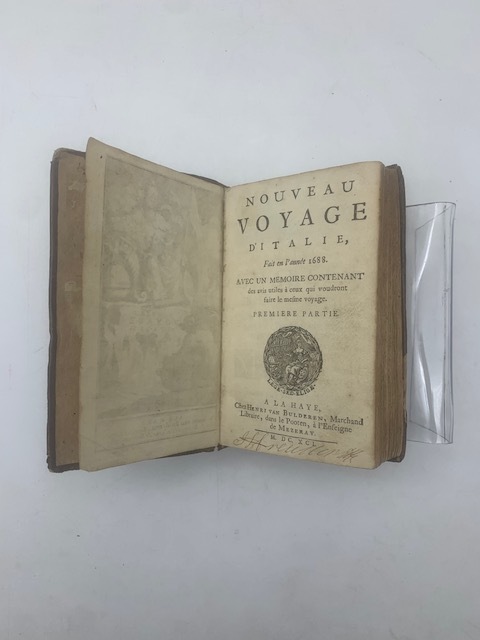 NOUVEAU
VOYAGE
D'ITALIE,
Fait en l'année 1688.
AVEC UN MEMOIRE CONTENANT
des avis utiles à ceux qui voudront
faire le mesme voyage.
PREMIERE PARTIE
A LA HAYE,
Chez HENRI VAN BULDEREN, Marchand
Libraire, dans le Pooten, à l'Enseigne
de MEZERAY.
M. DC. XCI.